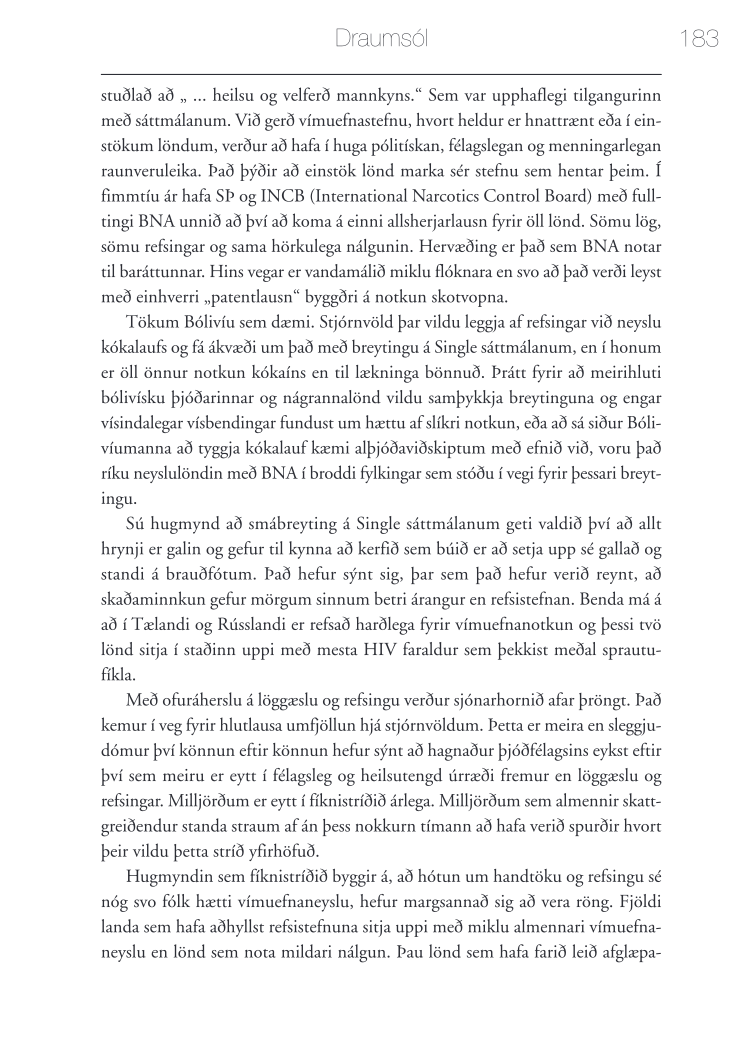 Draumsól 183
stuðlað að „ ... heilsu og velferð mannkyns.“ Sem var upphaflegi tilgangurinn
með sáttmálanum. Við gerð vímuefnastefnu, hvort heldur er hnattrænt eða í ein-
stökum löndum, verður að hafa í huga pólitískan, félagslegan og menningarlegan
raunveruleika. Það þýðir að einstök lönd marka sér stefnu sem hentar þeim. Í
fimmtíu ár hafa SÞ og INCB (International Narcotics Control Board) með full-
tingi BNA unnið að því að koma á einni allsherjarlausn fyrir öll lönd. Sömu lög,
sömu refsingar og sama hörkulega nálgunin. Hervæðing er það sem BNA notar
til baráttunnar. Hins vegar er vandamálið miklu flóknara en svo að það verði leyst
með einhverri „patentlausn“ byggðri á notkun skotvopna.
Tökum Bólivíu sem dæmi. Stjórnvöld þar vildu leggja af refsingar við neyslu
kókalaufs og fá ákvæði um það með breytingu á Single sáttmálanum, en í honum
er öll önnur notkun kókaíns en til lækninga bönnuð. Þrátt fyrir að meirihluti
bólivísku þjóðarinnar og nágrannalönd vildu samþykkja breytinguna og engar
vísindalegar vísbendingar fundust um hættu af slíkri notkun, eða að sá siður Bóli-
víumanna að tyggja kókalauf kæmi alþjóðaviðskiptum með efnið við, voru það
ríku neyslulöndin með BNA í broddi fylkingar sem stóðu í vegi fyrir þessari breyt-
ingu.
Sú hugmynd að smábreyting á Single sáttmálanum geti valdið því að allt
hrynji er galin og gefur til kynna að kerfið sem búið er að setja upp sé gallað og
standi á brauðfótum. Það hefur sýnt sig, þar sem það hefur verið reynt, að
skaðaminnkun gefur mörgum sinnum betri árangur en refsistefnan. Benda má á
að í Tælandi og Rússlandi er refsað harðlega fyrir vímuefnanotkun og þessi tvö
lönd sitja í staðinn uppi með mesta HIV faraldur sem þekkist meðal sprautu-
fíkla.
Með ofuráherslu á löggæslu og refsingu verður sjónarhornið afar þröngt. Það
kemur í veg fyrir hlutlausa umfjöllun hjá stjórnvöldum. Þetta er meira en sleggju-
dómur því könnun eftir könnun hefur sýnt að hagnaður þjóðfélagsins eykst eftir
því sem meiru er eytt í félagsleg og heilsutengd úrræði fremur en löggæslu og
refsingar. Milljörðum er eytt í fíknistríðið árlega. Milljörðum sem almennir skatt-
greiðendur standa straum af án þess nokkurn tímann að hafa verið spurðir hvort
þeir vildu þetta stríð yfirhöfuð.
Hugmyndin sem fíknistríðið byggir á, að hótun um handtöku og refsingu sé
nóg svo fólk hætti vímuefnaneyslu, hefur margsannað sig að vera röng. Fjöldi
landa sem hafa aðhyllst refsistefnuna sitja uppi með miklu almennari vímuefna-
neyslu en lönd sem nota mildari nálgun. Þau lönd sem hafa farið leið afglæpa-